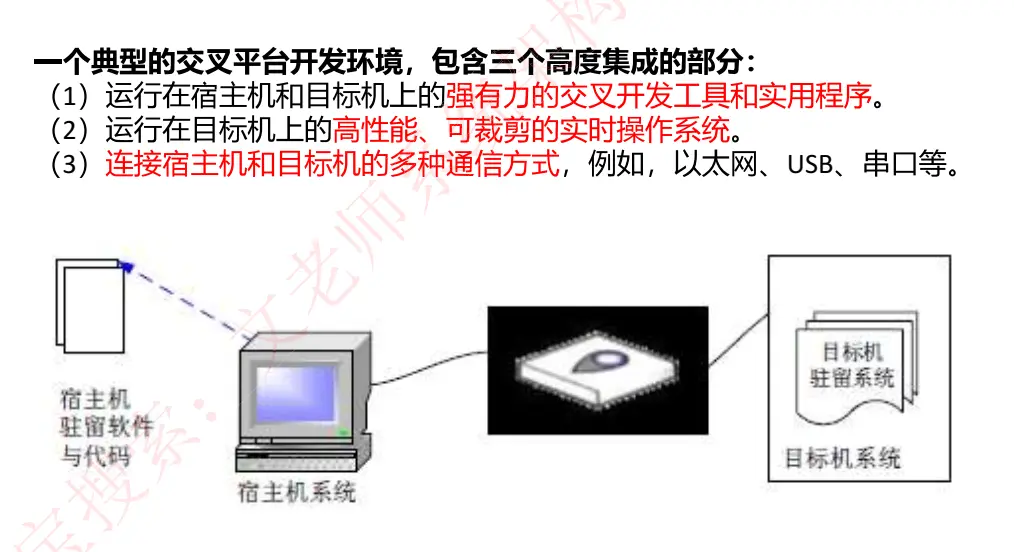 一个典型的交叉平台开发环境，包含三个高度集成的部分：
（1）运行在宿主机和目标机上的强有力的交叉开发工具和实用程序。
（2）运行在目标机上的高性能、可裁剪的实时操作系统。
（3）连接宿主机和目标机的多种通信方式，例如，以太网、USB、串口等。
目标机
驻留系统
宿主机
驻留软件
与代码
目标机系统
宿主机系统
宝搜索：文老师